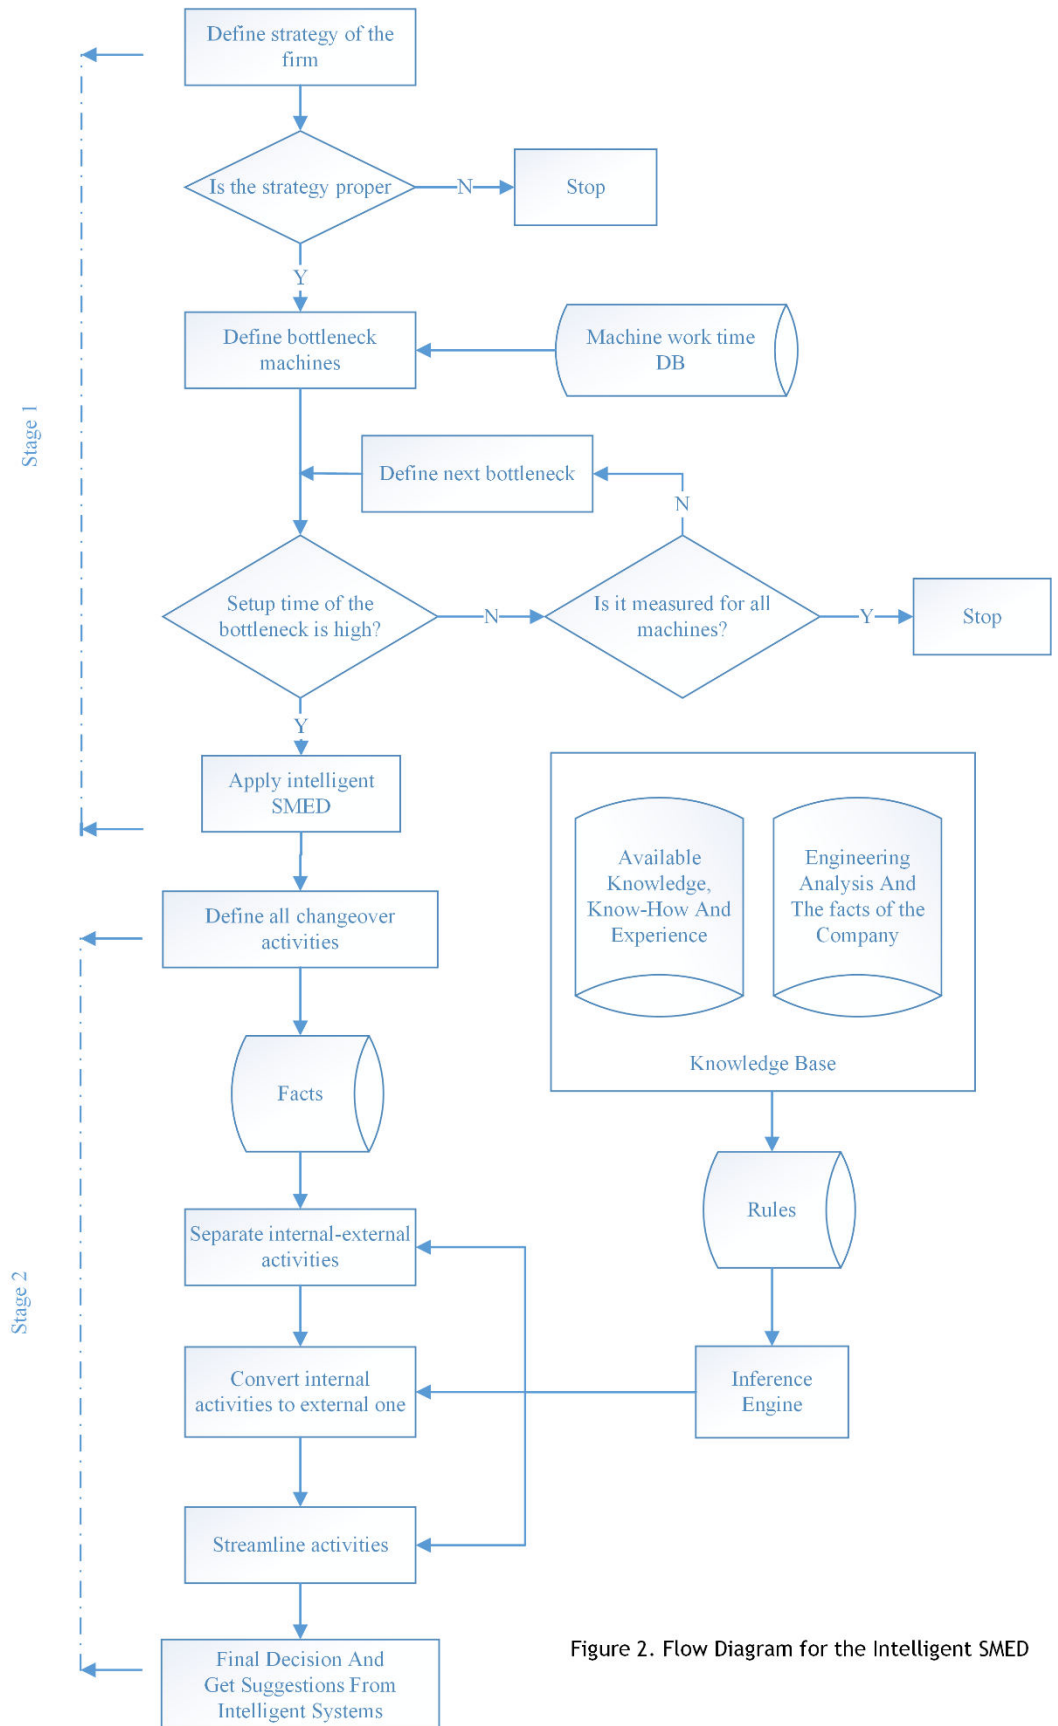 Define strategy of the
firm
Is the strategy proper
N
Stop
Y
Define bottleneck
machines
Machine work time
DB
Stage 1
Define next bottleneck
N
Setup time of the
bottleneck is high?
N
Is it measured for all
machines?
Y
Stop
Y
Apply intelligent
SMED
Available
Knowledge,
Know-How And
Experience
Engineering
Analysis And
The facts of the
Company
Knowledge Base
Define all changeover
activities
Facts
Rules
Separate internal-external
activities
Stage 2
Convert internal
activities to external one
Inference
Engine
Streamline activities
Final Decision And
Get Suggestions From
Intelligent Systems
Figure 2. Flow Diagram for the Intelligent SMED